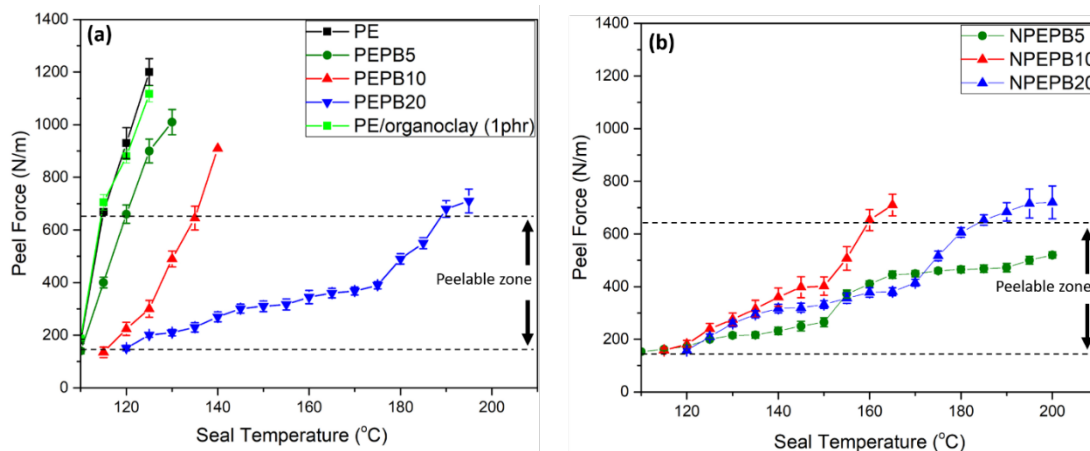 (a)
PE
PEPB5
PEPB10
PEPB20
PE/organoclay (1phr)
Peelable zone
1400
1200
1000
800
600
400
200
0
Peel Force (N/m)
120
140
160
180
200
Seal Temperature (°C)
(b)
NPEPB5
NPEPB10
NPEPB20
Peelable zone
1400
1200
1000
800
600
400
200
0
Peel Force (N/m)
120
140
160
180
200
Seal Temperature (°C)